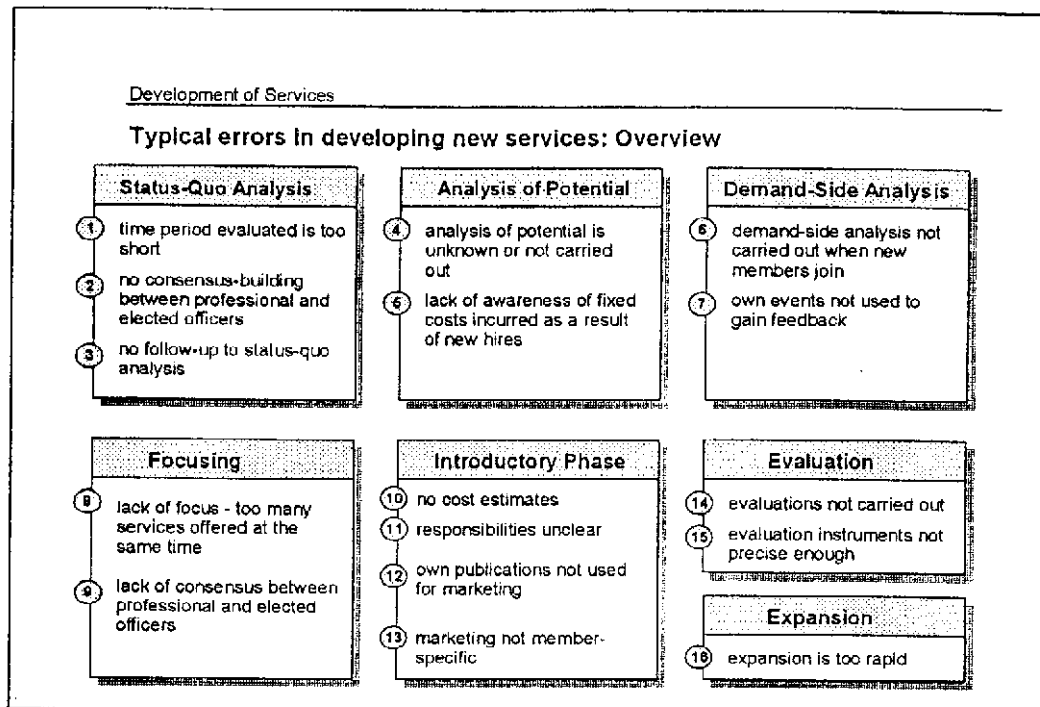 Development of Services
Typical errors in developing new services: Overview
Status-Quo Analysis
1 time period evaluated is too
short
2 no consensus-building
between professional and
elected officers
3 no follow-up to status-quo
analysis
Analysis of Potential
4 analysis of potential is
unknown or not carried
out
5 lack of awareness of fixed
costs incurred as a result
of new hires
Demand-Side Analysis
6 demand-side analysis not
carried out when new
members join
7 own events not used to
gain feedback
Focusing
8 lack of focus - too many
services offered at the
same time
9 lack of consensus between
professional and elected
officers
Introductory Phase
10 no cost estimates
11 responsibilities unclear
12 own publications not used
for marketing
13 marketing not member-
specific
Evaluation
14 evaluations not carried out
15 evaluation instruments not
precise enough
Expansion
16 expansion is too rapid